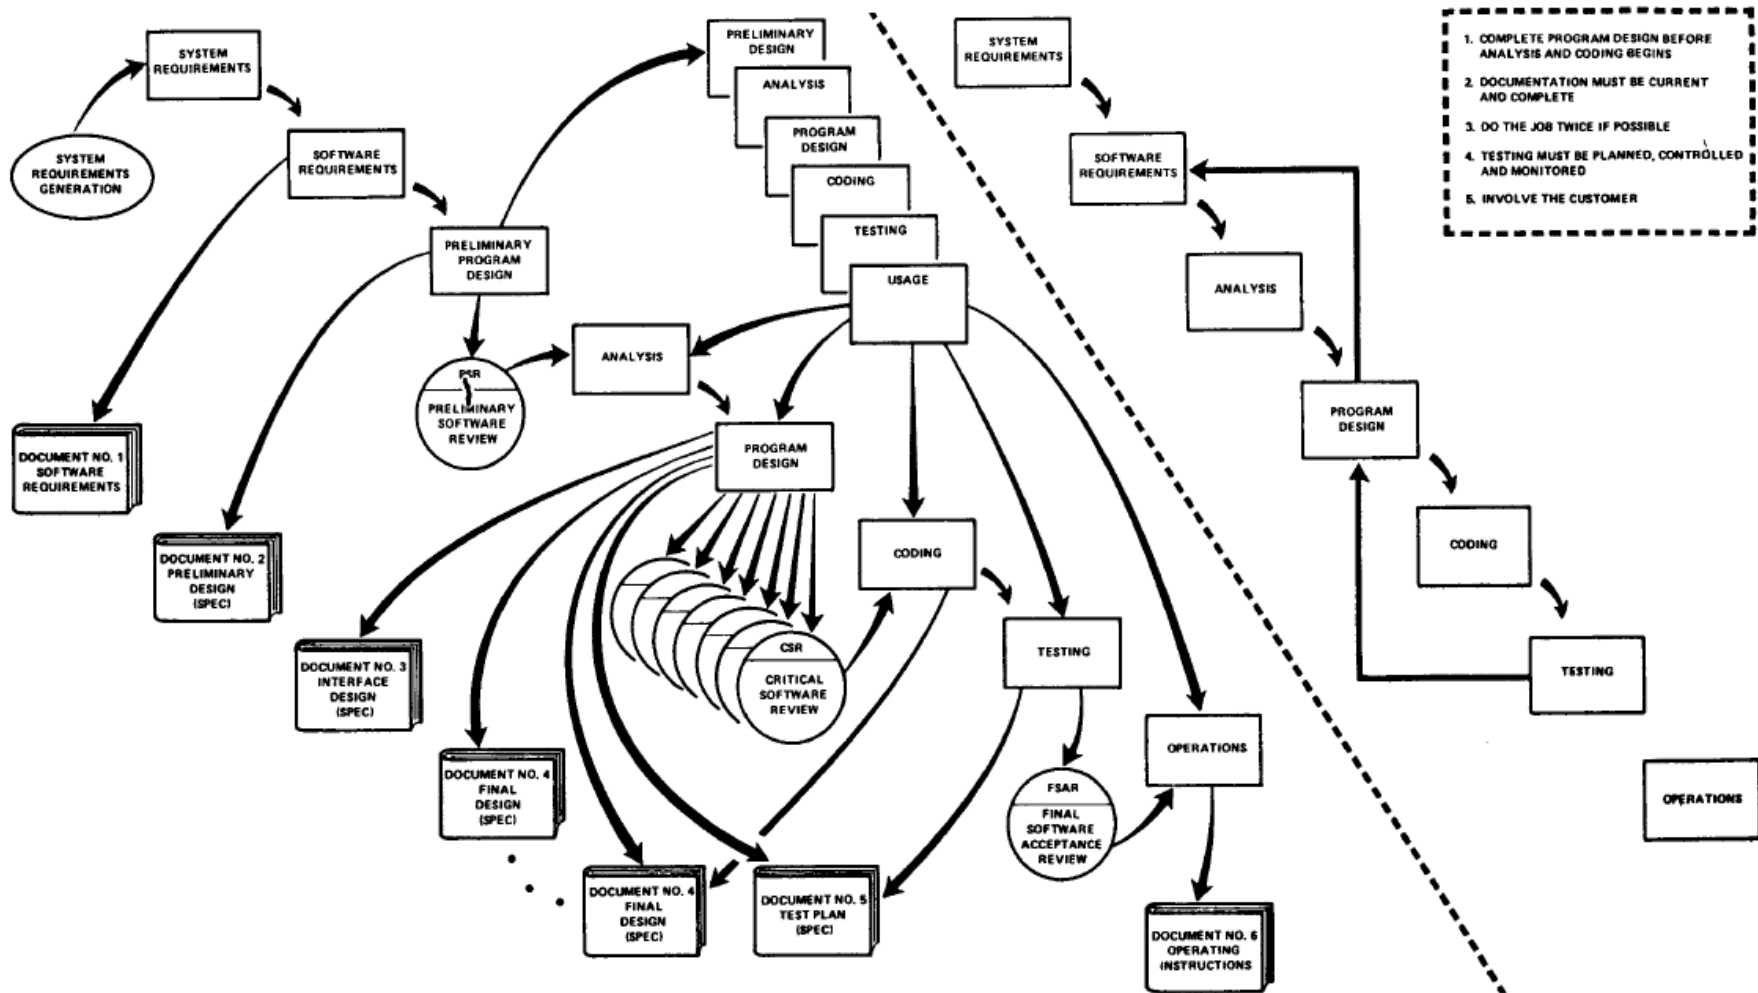 SYSTEM
REQUIREMENTS
SYSTEM
REQUIREMENTS
GENERATION
SOFTWARE
REQUIREMENTS
PRELIMINARY
PROGRAM
DESIGN
PSR
PRELIMINARY
SOFTWARE
REVIEW
PRELIMINARY
DESIGN
ANALYSIS
PROGRAM
DESIGN
CODING
TESTING
USAGE
ANALYSIS
PROGRAM
DESIGN
CSR
CRITICAL
SOFTWARE
REVIEW
CODING
TESTING
FSAR
FINAL
SOFTWARE
ACCEPTANCE
REVIEW
OPERATIONS
DOCUMENT NO. 1
SOFTWARE
REQUIREMENTS
DOCUMENT NO. 2
PRELIMINARY
DESIGN
(SPEC)
DOCUMENT NO. 3
INTERFACE
DESIGN
(SPEC)
DOCUMENT NO. 4
FINAL
DESIGN
(SPEC)
DOCUMENT NO. 4
FINAL
DESIGN
(SPEC)
DOCUMENT NO. 5
TEST PLAN
(SPEC)
DOCUMENT NO. 6
OPERATING
INSTRUCTIONS
SYSTEM
REQUIREMENTS
SOFTWARE
REQUIREMENTS
ANALYSIS
PROGRAM
DESIGN
CODING
TESTING
OPERATIONS
1. COMPLETE PROGRAM DESIGN BEFORE
ANALYSIS AND CODING BEGINS
2. DOCUMENTATION MUST BE CURRENT
AND COMPLETE
3. DO THE JOB TWICE IF POSSIBLE
4. TESTING MUST BE PLANNED, CONTROLLED
AND MONITORED
5. INVOLVE THE CUSTOMER